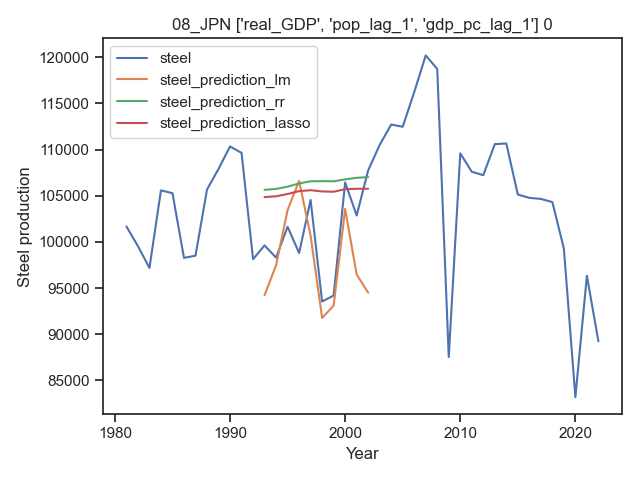 08_JPN ['real_GDP', 'pop_lag_1', 'gdp_pc_lag_1'] 0
steel
steel_prediction_lm
steel_prediction_rr
steel_prediction_lasso
Steel production
120000
115000
110000
105000
100000
95000
90000
85000
1980
1990
2000
2010
2020
Year